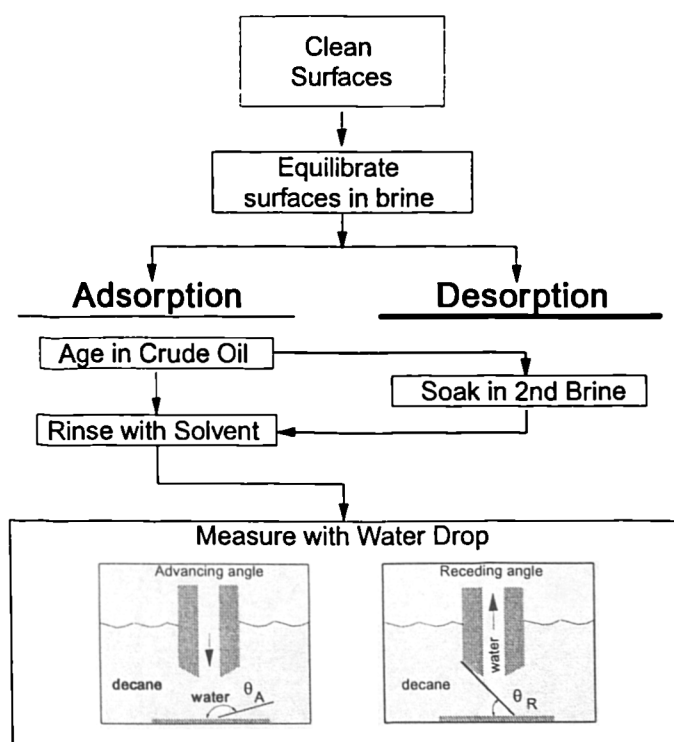 Clean
Surfaces
Equilibrate
surfaces in brine
Adsorption
Desorption
Age in Crude Oil
Soak in 2nd Brine
Rinse with Solvent
Measure with Water Drop
Advancing angle
decane
water
θA
Receding angle
water
decane
θR